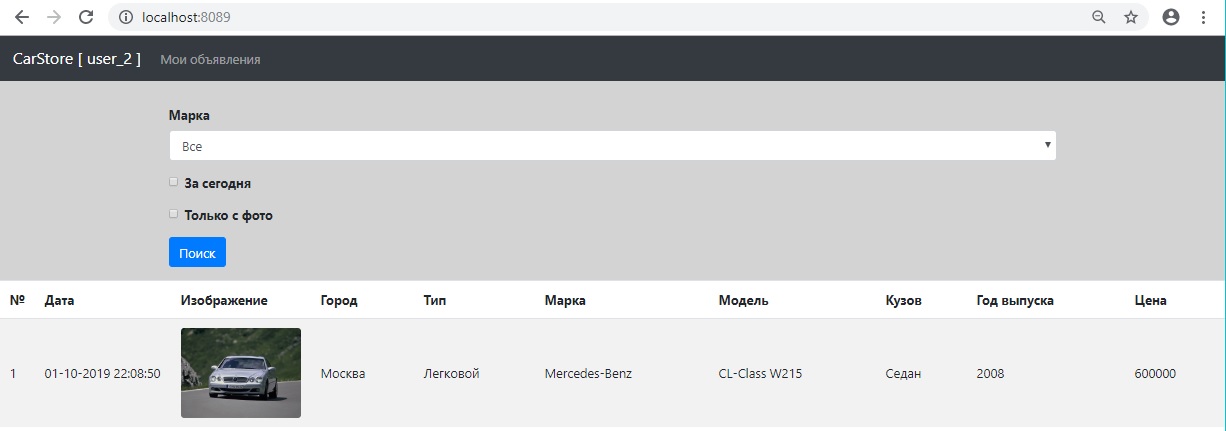 localhost:8089
CarStore [ user_2 ] Мои объявления
Марка
Все
За сегодня
Только с фото
Поиск
№ Дата Изображение Город Тип Марка Модель Кузов Год выпуска Цена
1 01-10-2019 22:08:50 Москва Легковой Mercedes-Benz CL-Class W215 Седан 2008 600000